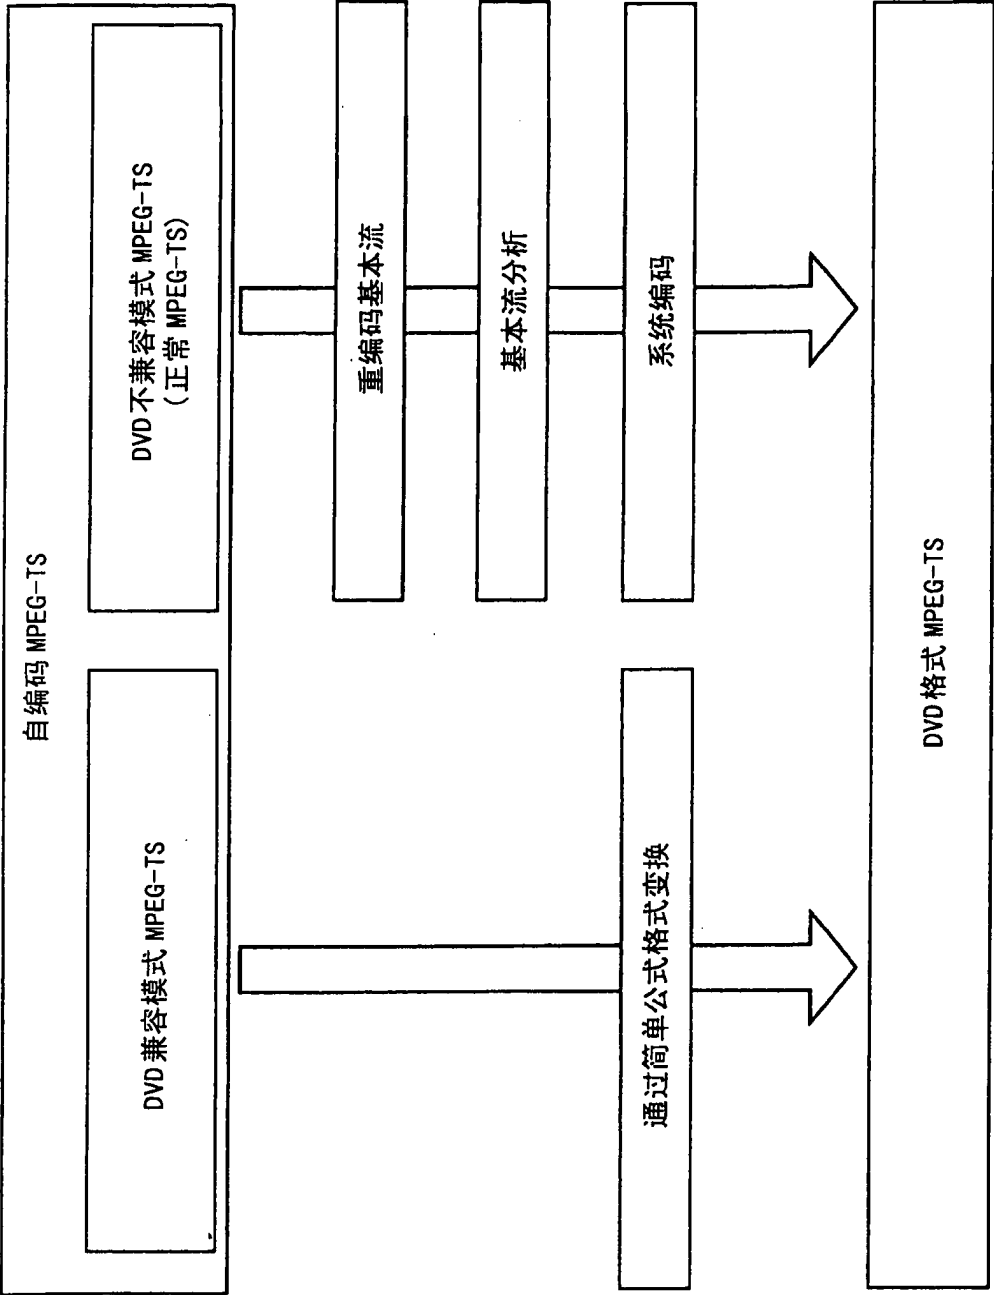 自编码 MPEG-TS
DVD 兼容模式 MPEG-TS
DVD 不兼容模式 MPEG-TS
(正常 MPEG-TS)
重编码基本流
基本流分析
通过简单公式格式变换
系统编码
DVD 格式 MPEG-TS